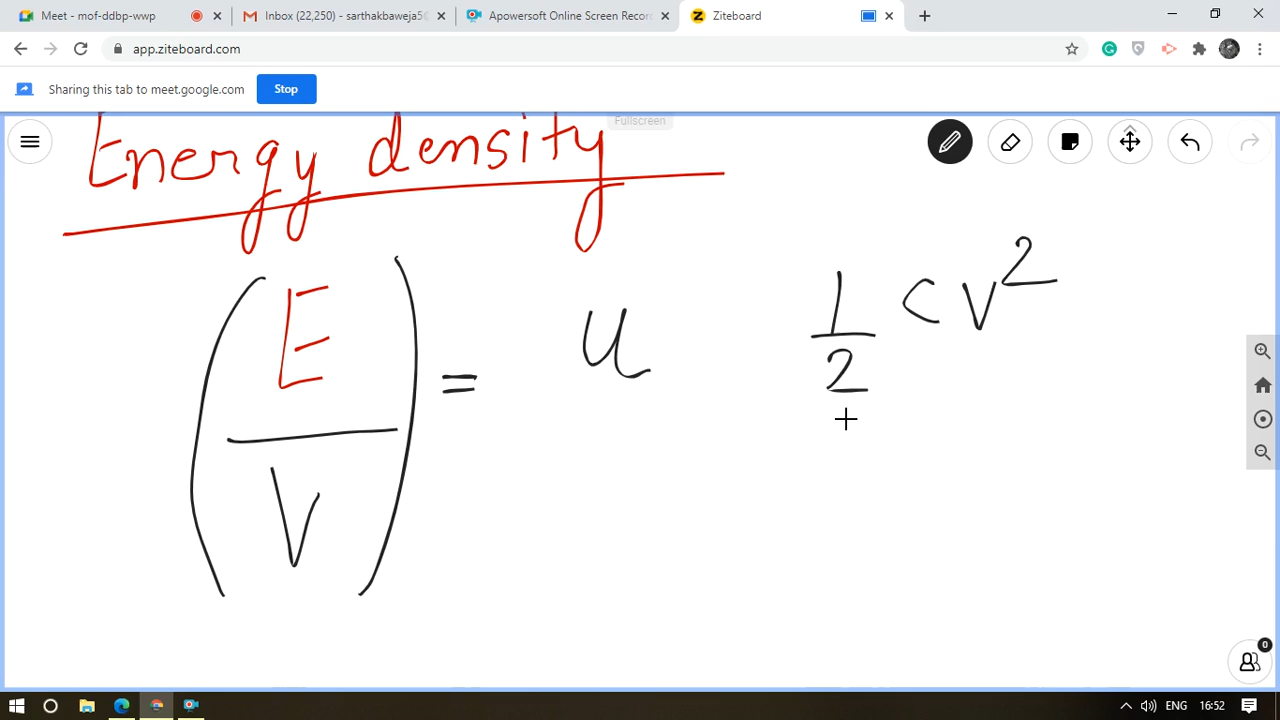 Meet - mof-ddbp-wwp
Inbox (22,250) - sarthakbaweja5
Apowersoft Online Screen Recor
Ziteboard
app.ziteboard.com
Sharing this tab to meet.google.com Stop
Fullscreen
Energy density
(E/V) = u
1/2 CV²
0
ENG 16:52